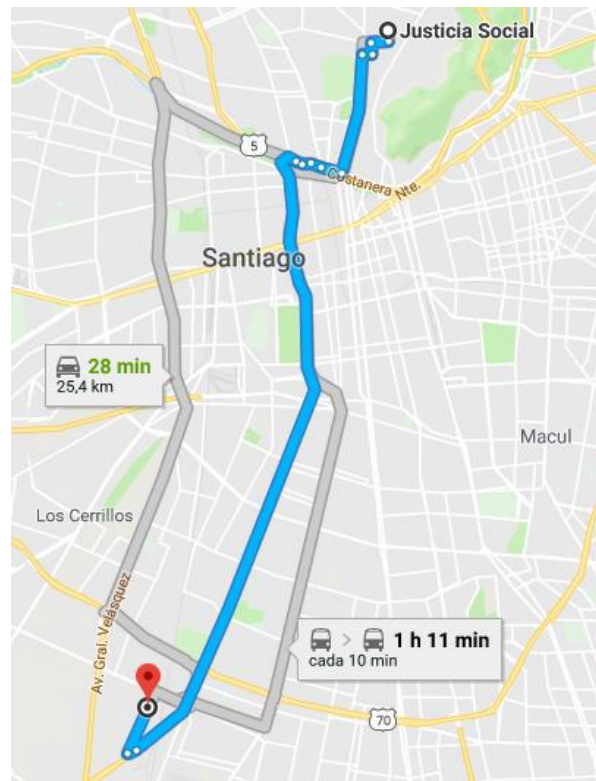 Justicia Social
5
Costanera Nte.
Santiago
28 min
25,4 km
Macul
Los Cerrillos
Av. Gral. Velásquez
> 1 h 11 min
cada 10 min
70